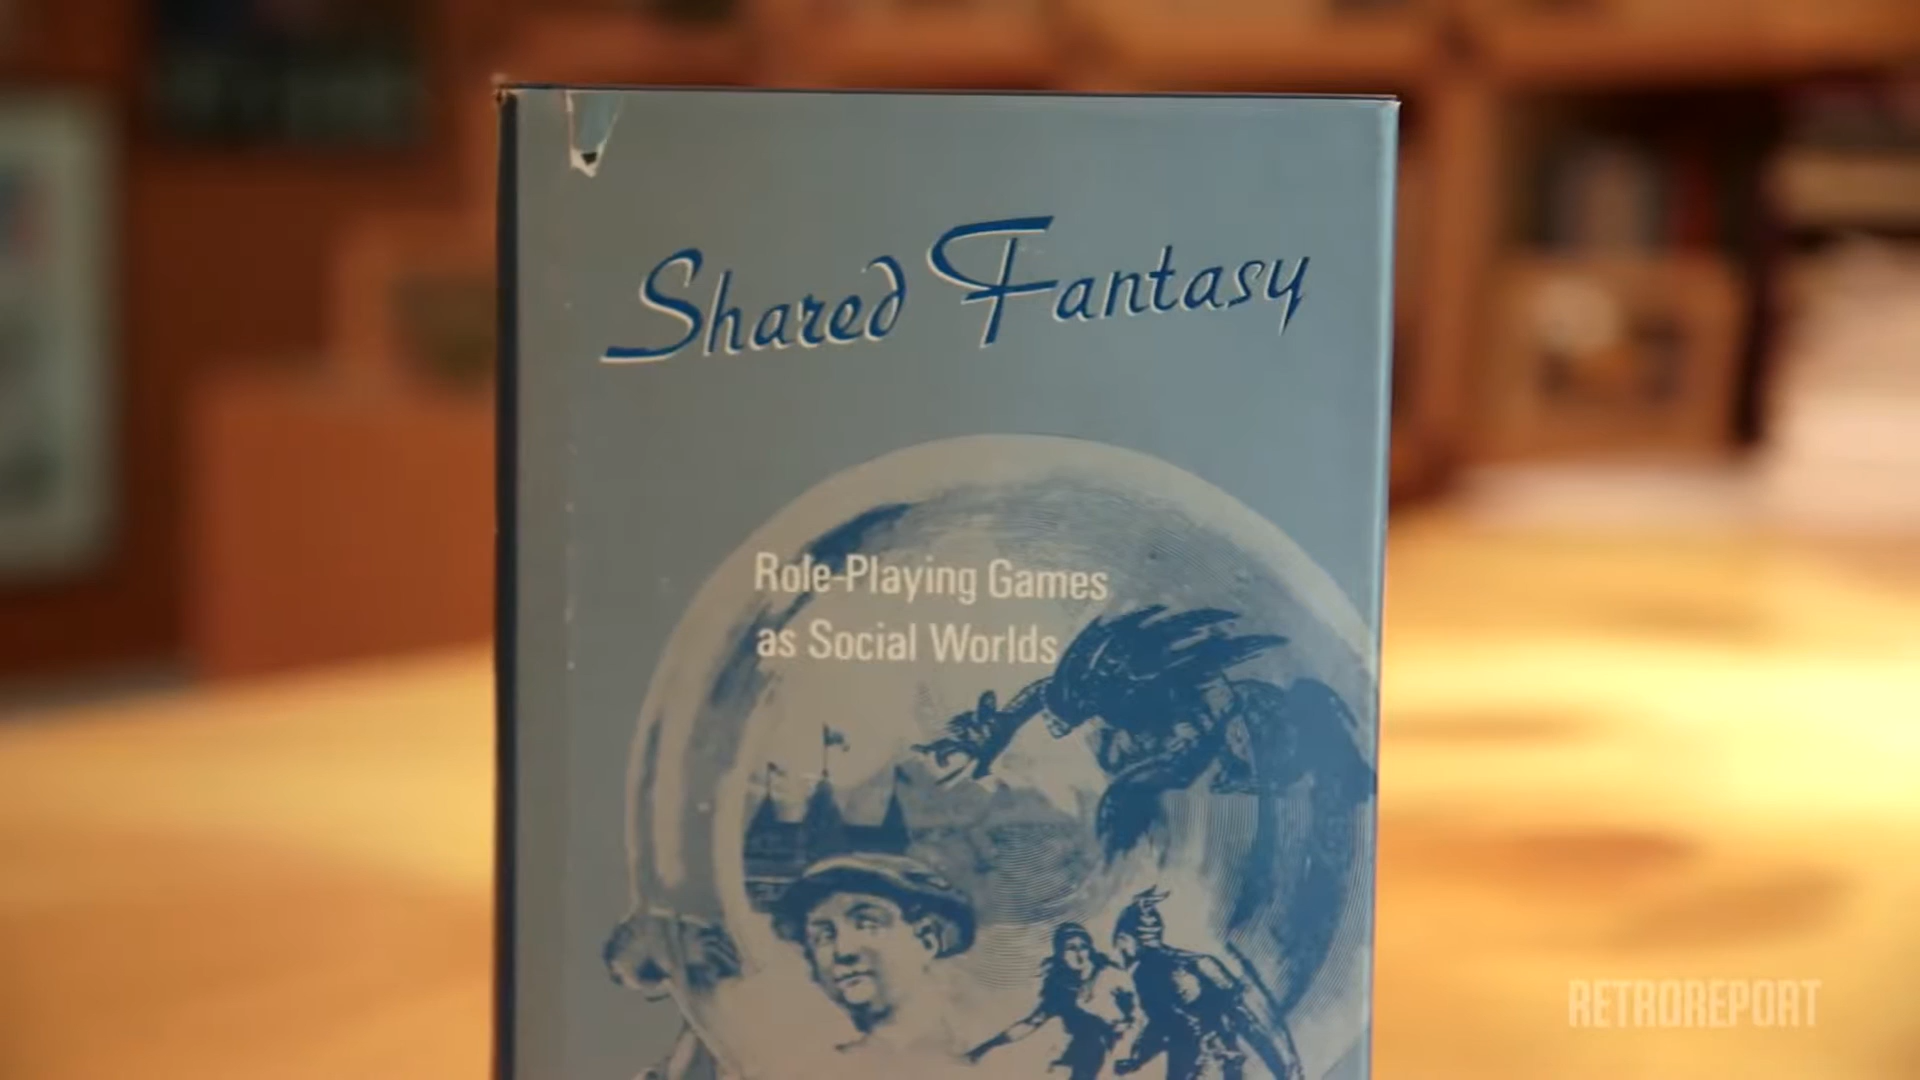 Shared Fantasy
Role-Playing Games
as Social Worlds
RETROREPORT